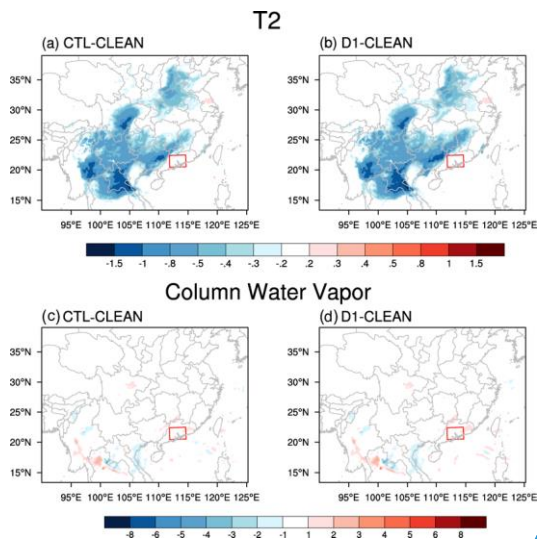 T2
(a) CTL-CLEAN
(b) D1-CLEAN
35°N
30°N
25°N
20°N
15°N
35°N
30°N
25°N
20°N
15°N
95°E 100°E 105°E 110°E 115°E 120°E 125°E
95°E 100°E 105°E 110°E 115°E 120°E 125°E
-1.5 -1 -.8 -.5 -.4 -.3 -.2 .2 .3 .4 .5 .8 1 1.5
Column Water Vapor
(c) CTL-CLEAN
(d) D1-CLEAN
35°N
30°N
25°N
20°N
15°N
35°N
30°N
25°N
20°N
15°N
95°E 100°E 105°E 110°E 115°E 120°E 125°E
95°E 100°E 105°E 110°E 115°E 120°E 125°E
-8 -6 -5 -4 -3 -2 -1 1 2 3 4 5 6 8